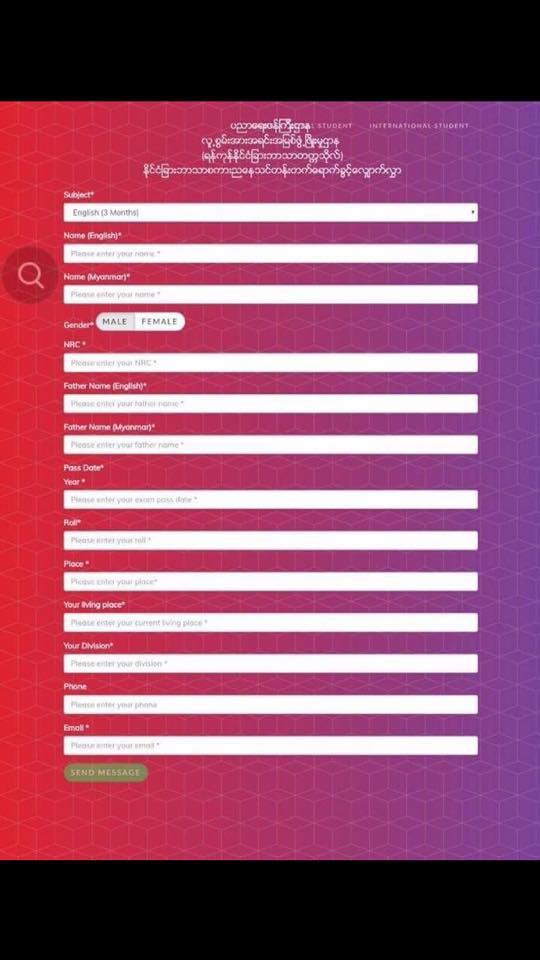 ပညာရေးဝန်ကြီးဌာန
STUDENT INTERNATIONAL STUDENT
လူ့စွမ်းအားအရင်းအမြစ်ဖွံ့ဖြိုးမှုဌာန
(ရန်ကုန်နိုင်ငံခြားဘာသာတက္ကသိုလ်)
နိုင်ငံခြားဘာသာစကားညနေသင်တန်းတက်ရောက်ခွင့်လျှောက်လွှာ
Subject*
English (3 Months)
Name (English)*
Please enter your name *
Name (Myanmar)*
Please enter your name *
Gender* MALE FEMALE
NRC *
Please enter your NRC *
Father Name (English)*
Please enter your father name *
Father Name (Myanmar)*
Please enter your father name *
Pass Date*
Year *
Please enter your exam pass date *
Roll*
Please enter your roll *
Place *
Please enter your place*
Your living place*
Please enter your current living place *
Your Division*
Please enter your division *
Phone
Please enter your phone
Email *
Please enter your email *
SEND MESSAGE